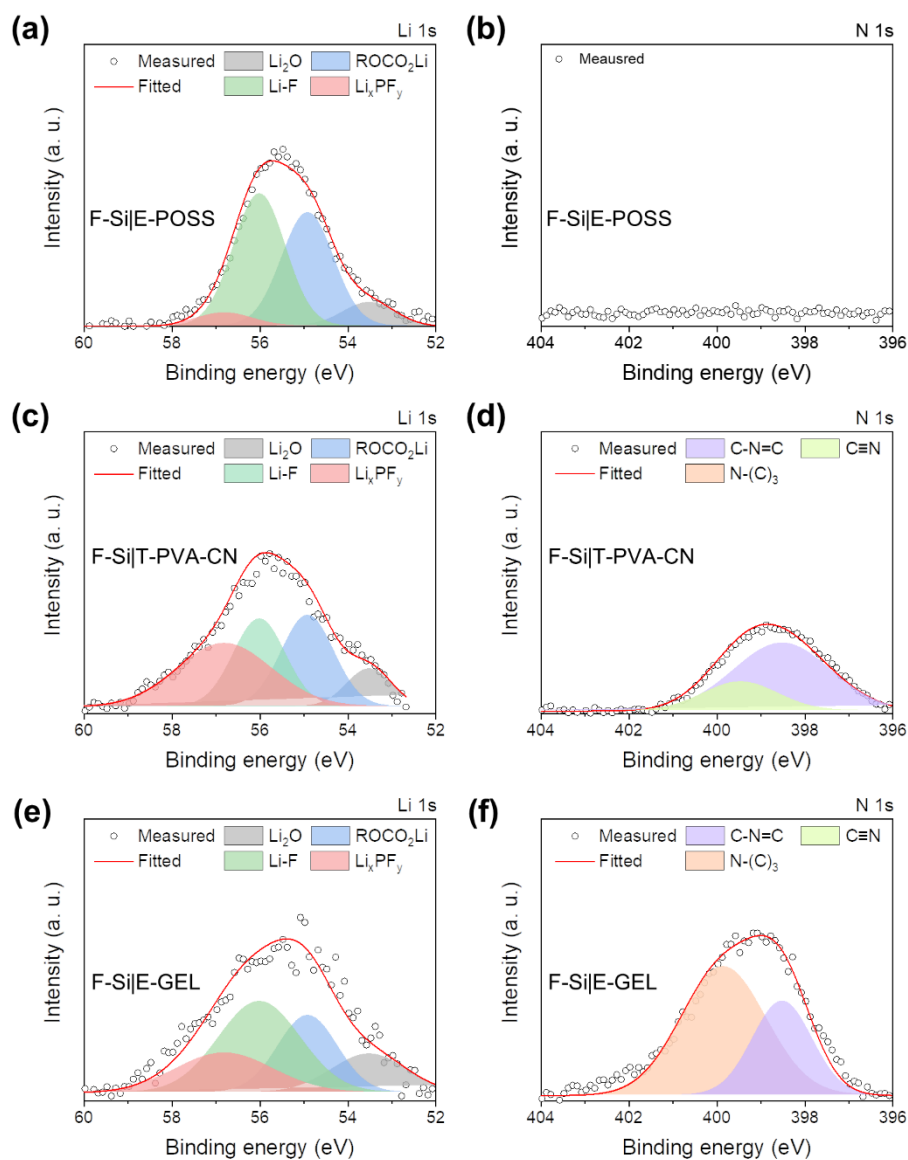 (a)
Li 1s
Measured Li₂O ROCO₂Li
Fitted Li-F LiₓPFᵧ
F-Si|E-POSS
Intensity (a. u.)
60 58 56 54 52
Binding energy (eV)
(b)
N 1s
Meausred
F-Si|E-POSS
Intensity (a. u.)
404 402 400 398 396
Binding energy (eV)
(c)
Li 1s
Measured Li₂O ROCO₂Li
Fitted Li-F LiₓPFᵧ
F-Si|T-PVA-CN
Intensity (a. u.)
60 58 56 54 52
Binding energy (eV)
(d)
N 1s
Measured C-N=C C≡N
Fitted N-(C)₃
F-Si|T-PVA-CN
Intensity (a. u.)
404 402 400 398 396
Binding energy (eV)
(e)
Li 1s
Measured Li₂O ROCO₂Li
Fitted Li-F LiₓPFᵧ
F-Si|E-GEL
Intensity (a. u.)
60 58 56 54 52
Binding energy (eV)
(f)
N 1s
Measured C-N=C C≡N
Fitted N-(C)₃
F-Si|E-GEL
Intensity (a. u.)
404 402 400 398 396
Binding energy (eV)